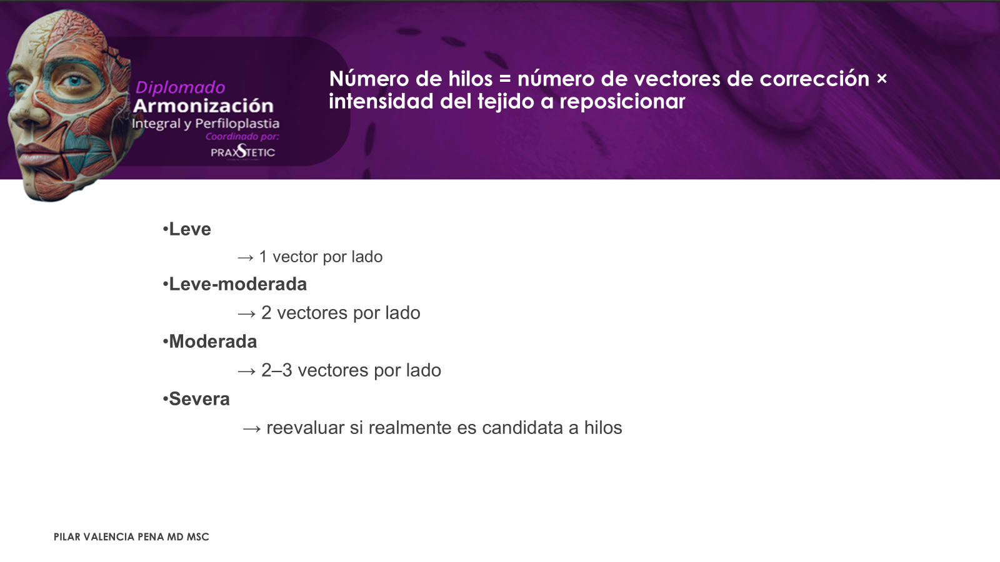 Diplomado
Armonización
Integral y Perfiloplastia
Coordinado por:
PRAXSTETIC
Número de hilos = número de vectores de corrección ×
intensidad del tejido a reposicionar
•Leve
→ 1 vector por lado
•Leve-moderada
→ 2 vectores por lado
•Moderada
→ 2–3 vectores por lado
•Severa
→ reevaluar si realmente es candidata a hilos
PILAR VALENCIA PENA MD MSC